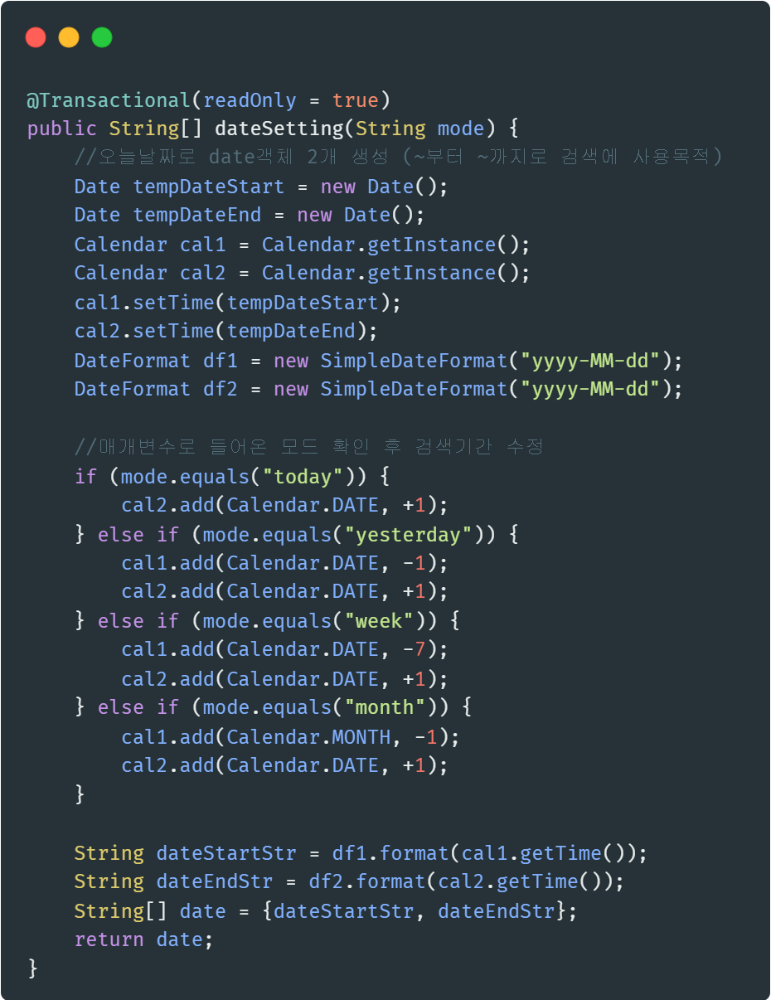 @Transactional(readOnly = true)
public String[] dateSetting(String mode) {
    //오늘날짜로 date객체 2개 생성 (~부터 ~까지로 검색에 사용목적)
    Date tempDateStart = new Date();
    Date tempDateEnd = new Date();
    Calendar cal1 = Calendar.getInstance();
    Calendar cal2 = Calendar.getInstance();
    cal1.setTime(tempDateStart);
    cal2.setTime(tempDateEnd);
    DateFormat df1 = new SimpleDateFormat("yyyy-MM-dd");
    DateFormat df2 = new SimpleDateFormat("yyyy-MM-dd");

    //매개변수로 들어온 모드 확인 후 검색기간 수정
    if (mode.equals("today")) {
        cal2.add(Calendar.DATE, +1);
    } else if (mode.equals("yesterday")) {
        cal1.add(Calendar.DATE, -1);
        cal2.add(Calendar.DATE, +1);
    } else if (mode.equals("week")) {
        cal1.add(Calendar.DATE, -7);
        cal2.add(Calendar.DATE, +1);
    } else if (mode.equals("month")) {
        cal1.add(Calendar.MONTH, -1);
        cal2.add(Calendar.DATE, +1);
    }

    String dateStartStr = df1.format(cal1.getTime());
    String dateEndStr = df2.format(cal2.getTime());
    String[] date = {dateStartStr, dateEndStr};
    return date;
}